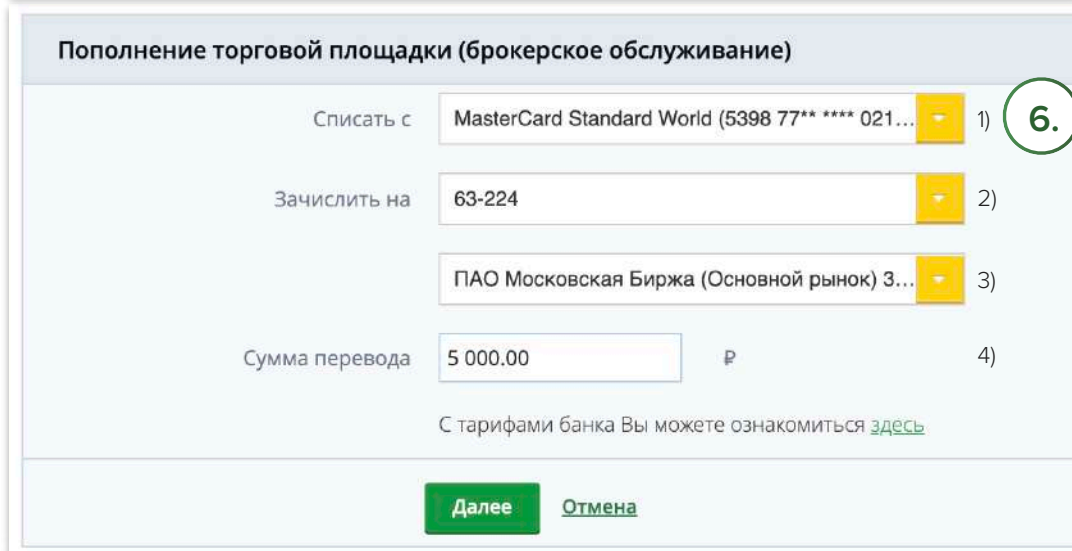 Пополнение торговой площадки (брокерское обслуживание)
Списать с MasterCard Standard World (5398 77** **** 021... 1) 6.
Зачислить на 63-224 2)
ПАО Московская Биржа (Основной рынок) 3... 3)
Сумма перевода 5 000.00 ₽ 4)
С тарифами банка Вы можете ознакомиться здесь
Далее Отмена